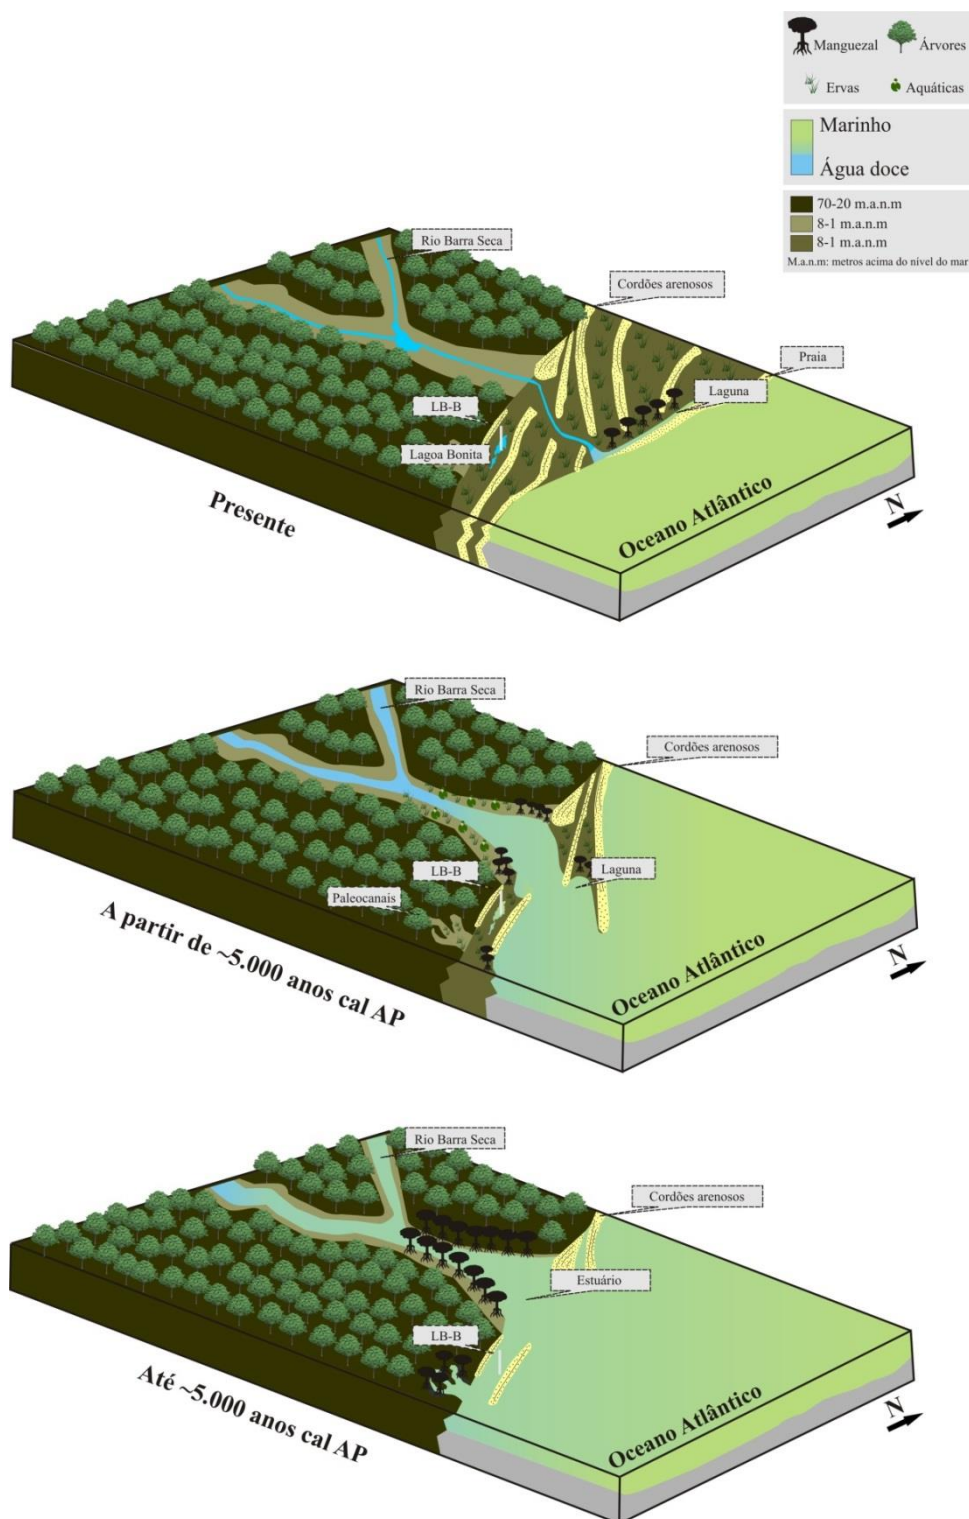 Manguezal
Árvores
Ervas
Aquáticas
Marinho
Água doce
70-20 m.a.n.m
8-1 m.a.n.m
8-1 m.a.n.m
M.a.n.m: metros acima do nível do mar
Rio Barra Seca
Cordões arenosos
Praia
Laguna
LB-B
Lagoa Bonita
Presente
Oceano Atlântico
N
Rio Barra Seca
Cordões arenosos
LB-B
Laguna
Paleocanais
A partir de ~5.000 anos cal AP
Oceano Atlântico
N
Rio Barra Seca
Cordões arenosos
Estuário
LB-B
Até ~5.000 anos cal AP
Oceano Atlântico
N